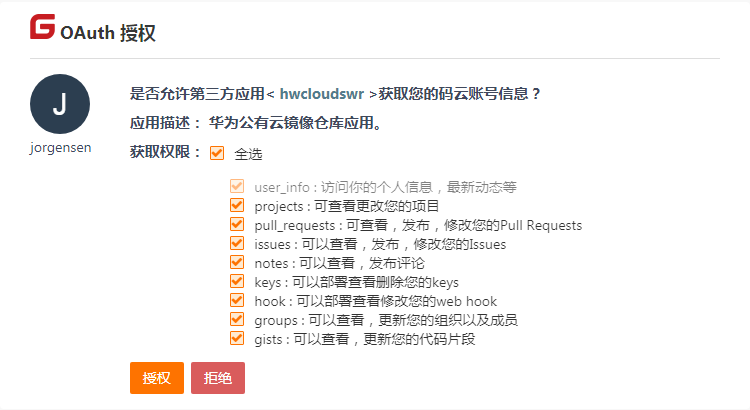 G OAuth 授权
J
jorgensen
是否允许第三方应用< hwcloudswr >获取您的码云账号信息？
应用描述： 华为公有云镜像仓库应用。
获取权限： 全选
user_info : 访问你的个人信息，最新动态等
projects : 可查看更改您的项目
pull_requests : 可查看，发布，修改您的Pull Requests
issues : 可以查看，发布，修改您的Issues
notes : 可以查看，发布评论
keys : 可以部署查看删除您的keys
hook : 可以部署查看修改您的web hook
groups : 可以查看，更新您的组织以及成员
gists : 可以查看，更新您的代码片段
授权 拒绝